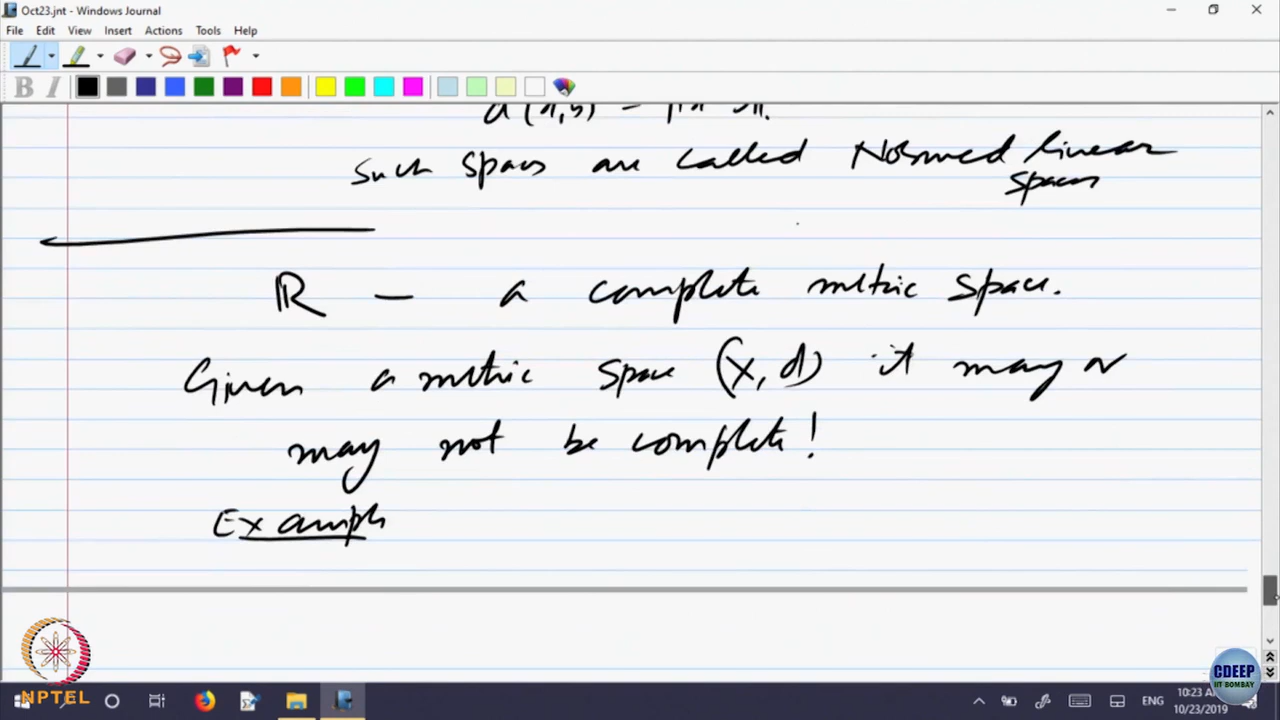 Oct23.jnt - Windows Journal
File Edit View Insert Actions Tools Help
B I
such spaces are called Normed linear
spaces
ℝ — a complete metric space.
Given a metric space (X, d) it may or
may not be complete!
Example
NPTEL
CDEEP
IIT BOMBAY
ENG
10:23 A
10/23/2019